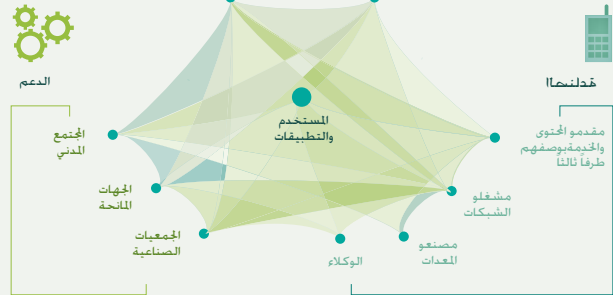 الدعم
المستخدم
والتطبيقات
المجتمع
المدني
الجهات
المانحة
الجمعيات
الصناعية
الوكلاء
مصنعو
المعدات
مشغلو
الشبكات
مقدمو المحتوى
والخدمةبوصفهم
طرفاً ثالثاً